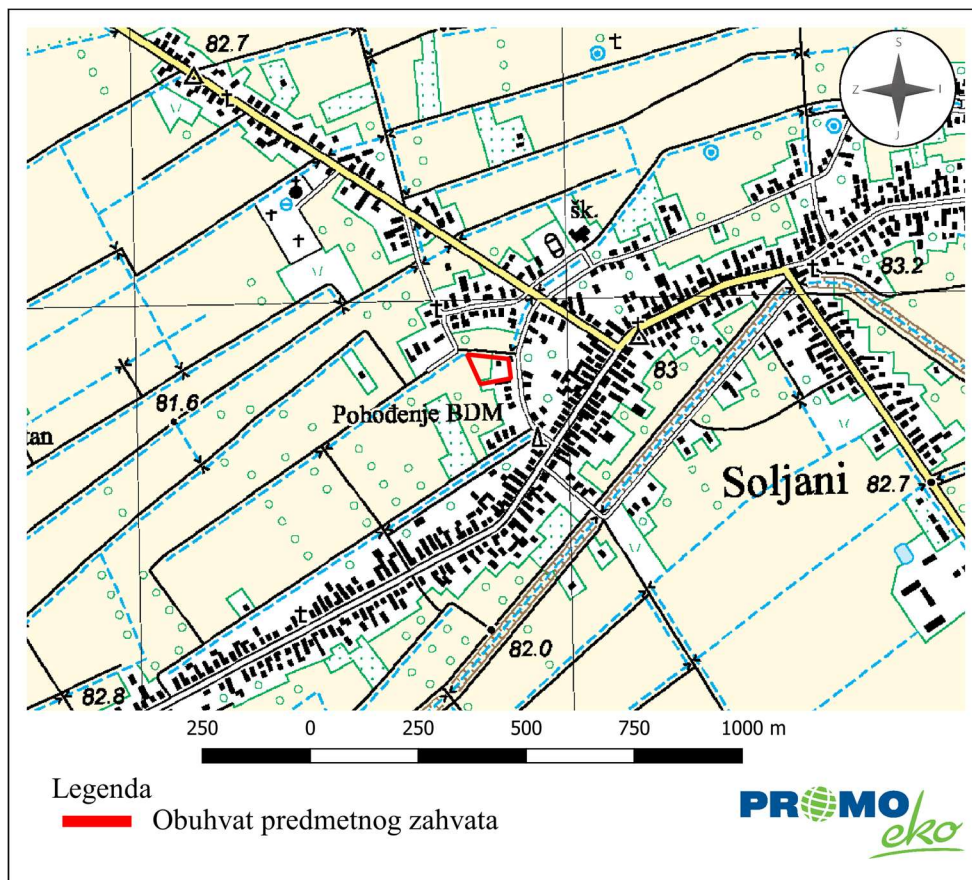 82.7
S
Z I
J
šk.
83.2
83
81.6
Pohođenje BDM
tan
Soljani
82.7
82.0
82.8
250 0 250 500 750 1000 m
Legenda
Obuhvat predmetnog zahvata
PROMO
eko